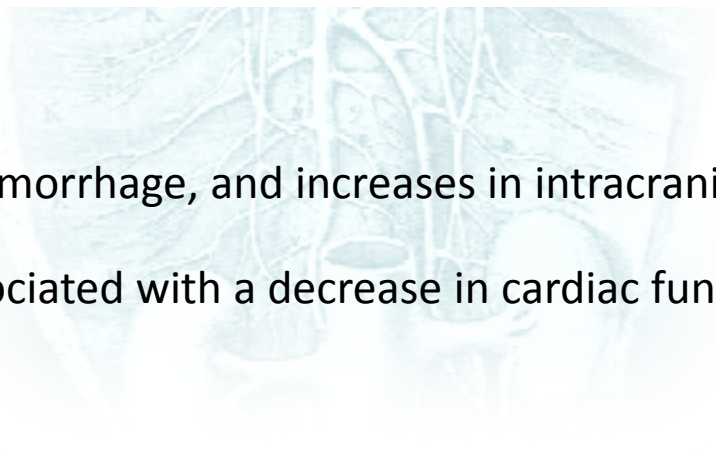 morrhage, and increases in intracrani
ociated with a decrease in cardiac fun